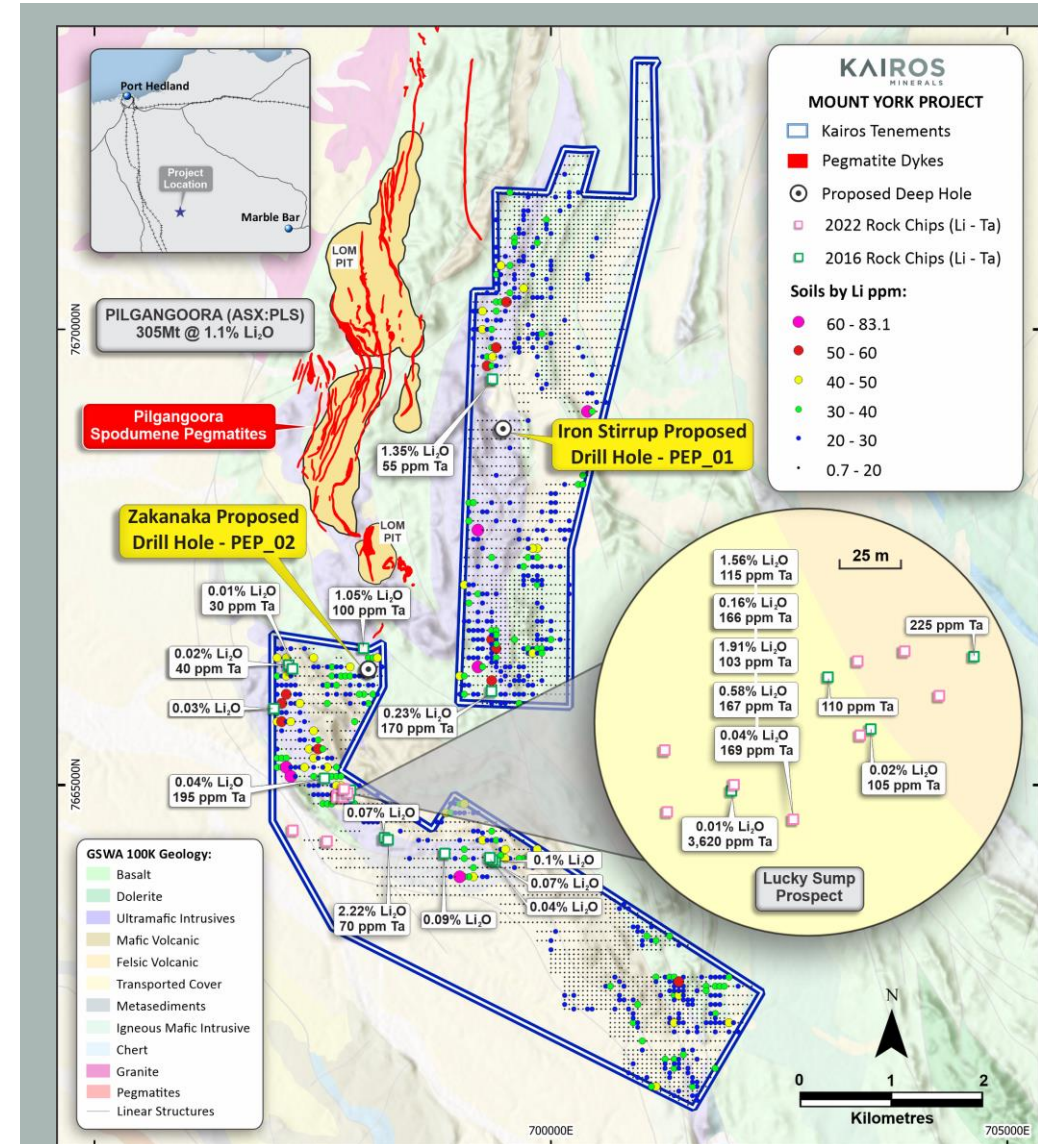 Port Hedland
Project
Location
Marble Bar
KAIROS
MINERALS
MOUNT YORK PROJECT
Kairos Tenements
Pegmatite Dykes
Proposed Deep Hole
2022 Rock Chips (Li - Ta)
2016 Rock Chips (Li - Ta)
Soils by Li ppm:
60 - 83.1
50 - 60
40 - 50
30 - 40
20 - 30
0.7 - 20
LOM
PIT
PILGANGOORA (ASX:PLS)
305Mt @ 1.1% Li₂O
7670000N
Pilgangoora
Spodumene Pegmatites
1.35% Li₂O
55 ppm Ta
Iron Stirrup Proposed
Drill Hole - PEP_01
Zakanaka Proposed
Drill Hole - PEP_02
LOM
PIT
0.01% Li₂O
30 ppm Ta
1.05% Li₂O
100 ppm Ta
0.02% Li₂O
40 ppm Ta
0.03% Li₂O
0.23% Li₂O
170 ppm Ta
0.04% Li₂O
195 ppm Ta
7665000N
0.07% Li₂O
0.1% Li₂O
0.07% Li₂O
0.04% Li₂O
2.22% Li₂O
70 ppm Ta
0.09% Li₂O
1.56% Li₂O
115 ppm Ta
0.16% Li₂O
166 ppm Ta
1.91% Li₂O
103 ppm Ta
0.58% Li₂O
167 ppm Ta
0.04% Li₂O
169 ppm Ta
25 m
225 ppm Ta
110 ppm Ta
0.02% Li₂O
105 ppm Ta
0.01% Li₂O
3,620 ppm Ta
Lucky Sump
Prospect
GSWA 100K Geology:
Basalt
Dolerite
Ultramafic Intrusives
Mafic Volcanic
Felsic Volcanic
Transported Cover
Metasediments
Igneous Mafic Intrusive
Chert
Granite
Pegmatites
Linear Structures
N
0 1 2
Kilometres
700000E
705000E